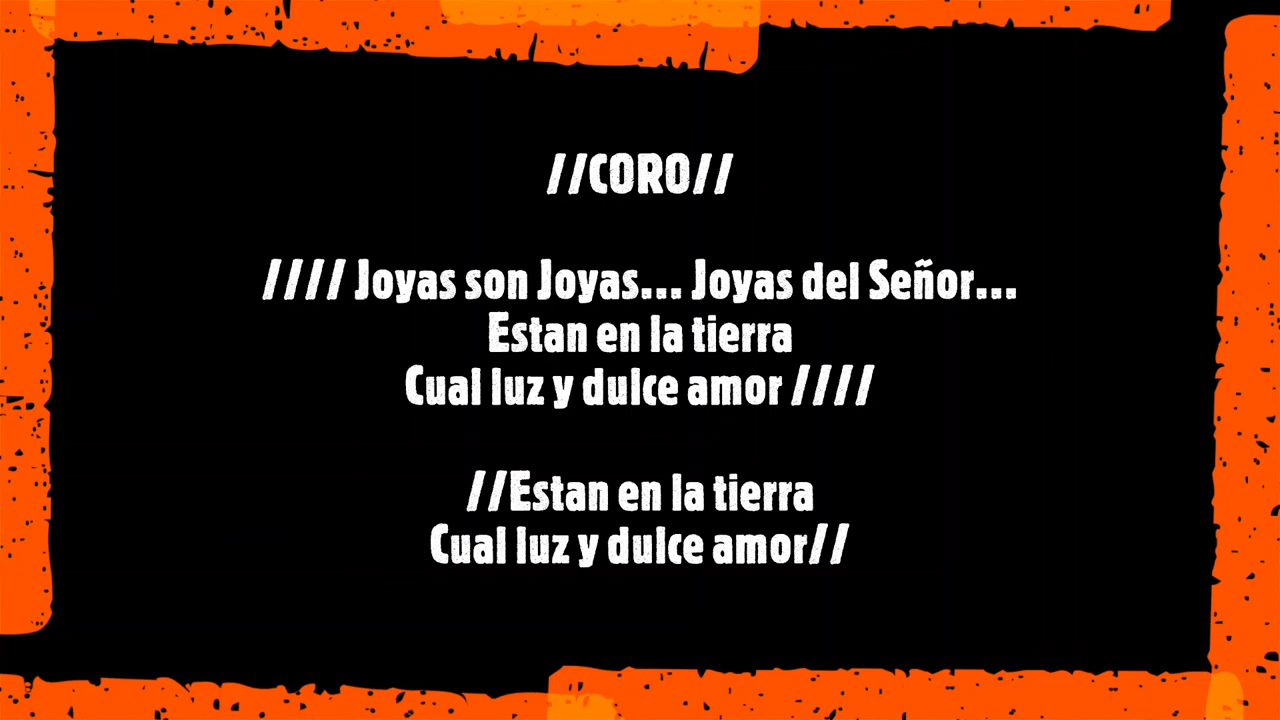 //CORO//
//// Joyas son Joyas... Joyas del Señor...
Estan en la tierra
Cual luz y dulce amor ////
//Estan en la tierra
Cual luz y dulce amor//